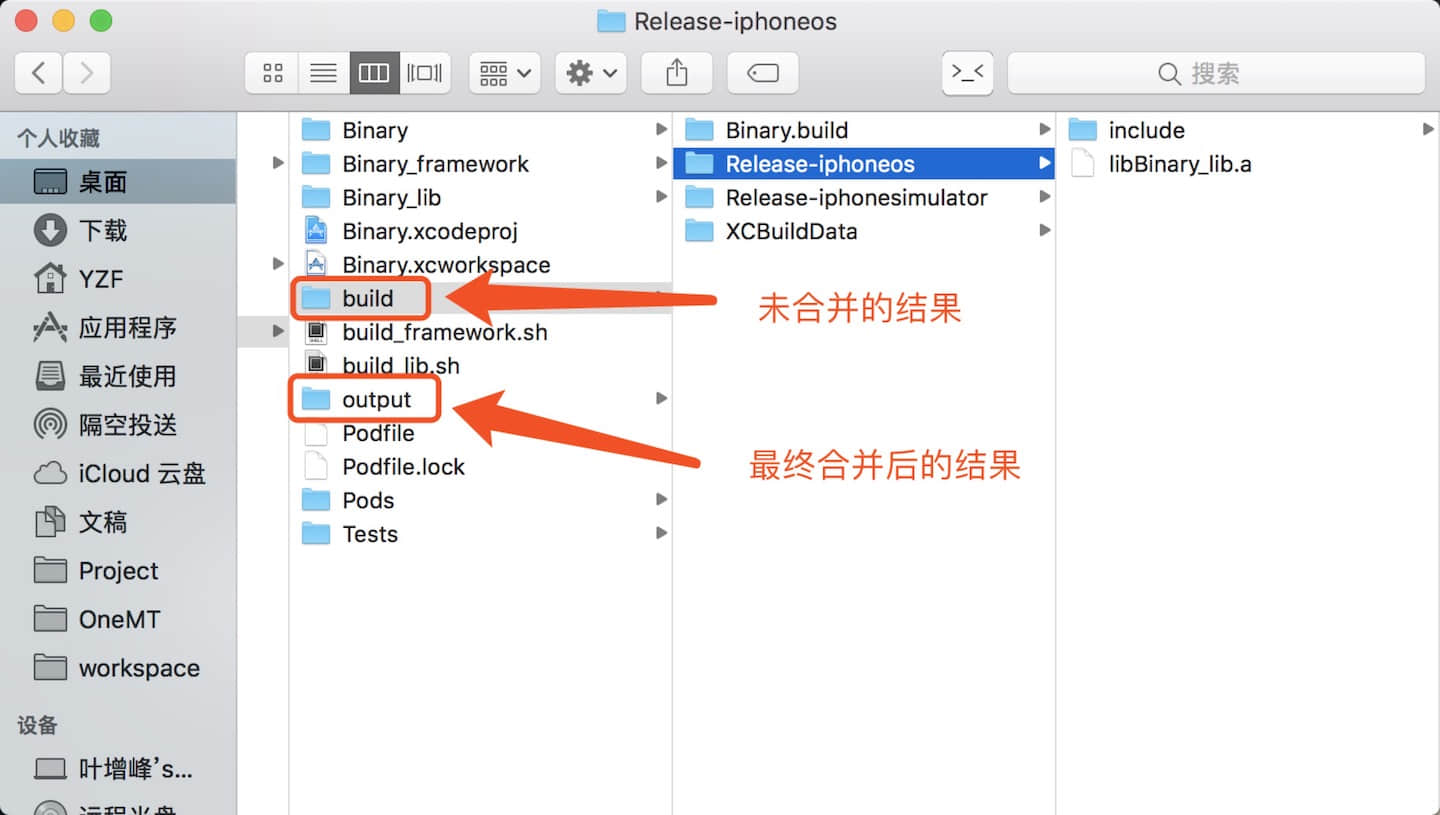 Release-iphoneos
搜索
个人收藏
桌面
下载
YZF
应用程序
最近使用
隔空投送
iCloud 云盘
文稿
Project
OneMT
workspace
设备
叶增峰's...
远程光盘
Binary
Binary_framework
Binary_lib
Binary.xcodeproj
Binary.xcworkspace
build
build_framework.sh
build_lib.sh
output
Podfile
Podfile.lock
Pods
Tests
Binary.build
Release-iphoneos
Release-iphonesimulator
XCBuildData
未合并的结果
最终合并后的结果
include
libBinary_lib.a